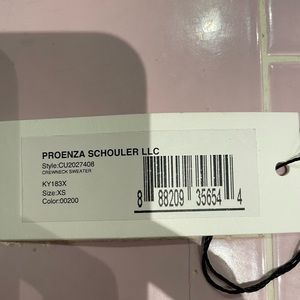 PROENZA SCHOULER LLC
Style:CU2027408
CREWNECK SWEATER
KY183X
Size:XS
Color:00200
8 88209 35654 4